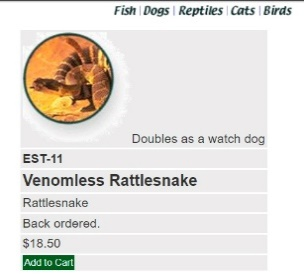 Fish | Dogs | Reptiles | Cats | Birds
Doubles as a watch dog
EST-11
Venomless Rattlesnake
Rattlesnake
Back ordered.
$18.50
Add to Cart